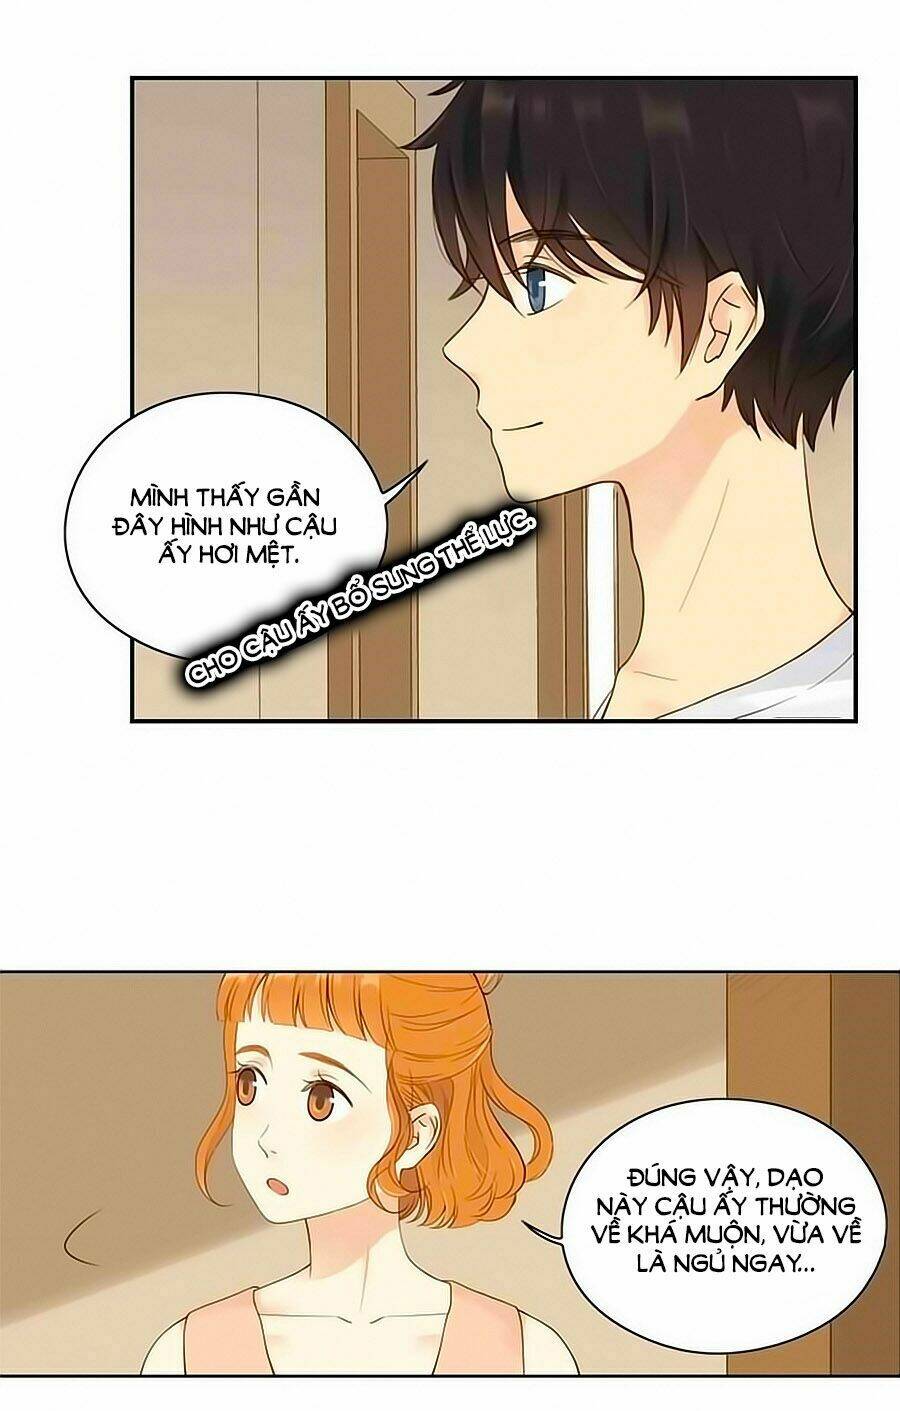 MÌNH THẤY GẦN
ĐÂY HÌNH NHƯ CẬU
ẤY HƠI MỆT.
CHO CẬU ẤY BỔ SUNG THỂ LỰC.
ĐÚNG VẬY, DẠO
NÀY CẬU ẤY THƯỜNG
VỀ KHÁ MUỘN, VỪA VỀ
LÀ NGỦ NGAY...